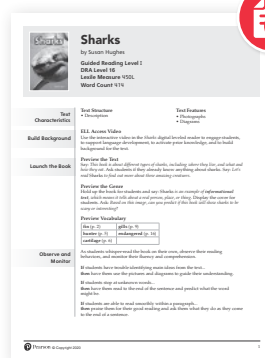 Sharks
Sharks
by Susan Hughes
Guided Reading Level I
DRA Level 16
Lexile Measure 450L
Word Count 474
Text
Characteristics
Text Structure
• Description
Text Features
• Photographs
• Diagrams
Build Background
ELL Access Video
Use the interactive video to the Sharks digital leveled reader to engage students,
to support language development, to activate prior knowledge, and to build
background for the text.
Launch the Book
Preview the Text
Say: This book is about different types of sharks, including where they live, and what and
how they eat. Ask students if they already know anything about sharks. Say: Let's
read Sharks to find out more about these amazing creatures.
Preview the Genre
Hold up the book for students and say: Sharks is an example of informational
text, which means it tells about a real person, place, or thing. Display the cover for
students. Ask: Based on this image, can you predict if this book will show sharks to be
scary or interesting?
Preview Vocabulary
fin (p. 2)
gills (p. 9)
hunter (p. 5)
endangered (p. 16)
cartilage (p. 6)
Observe and
Monitor
As students whisper-read the book on their own, observe their reading
behaviors, and monitor their fluency and comprehension.
If students have trouble identifying main ideas from the text...
then have them use the pictures and diagrams to guide their understanding.
If students stop at unknown words...
then have them read to the end of the sentence and predict what the word
might be.
If students are able to read smoothly within a paragraph...
then praise them for their good reading and ask them what they do as they come
to the end of a sentence.
Pearson © Copyright 2020
1